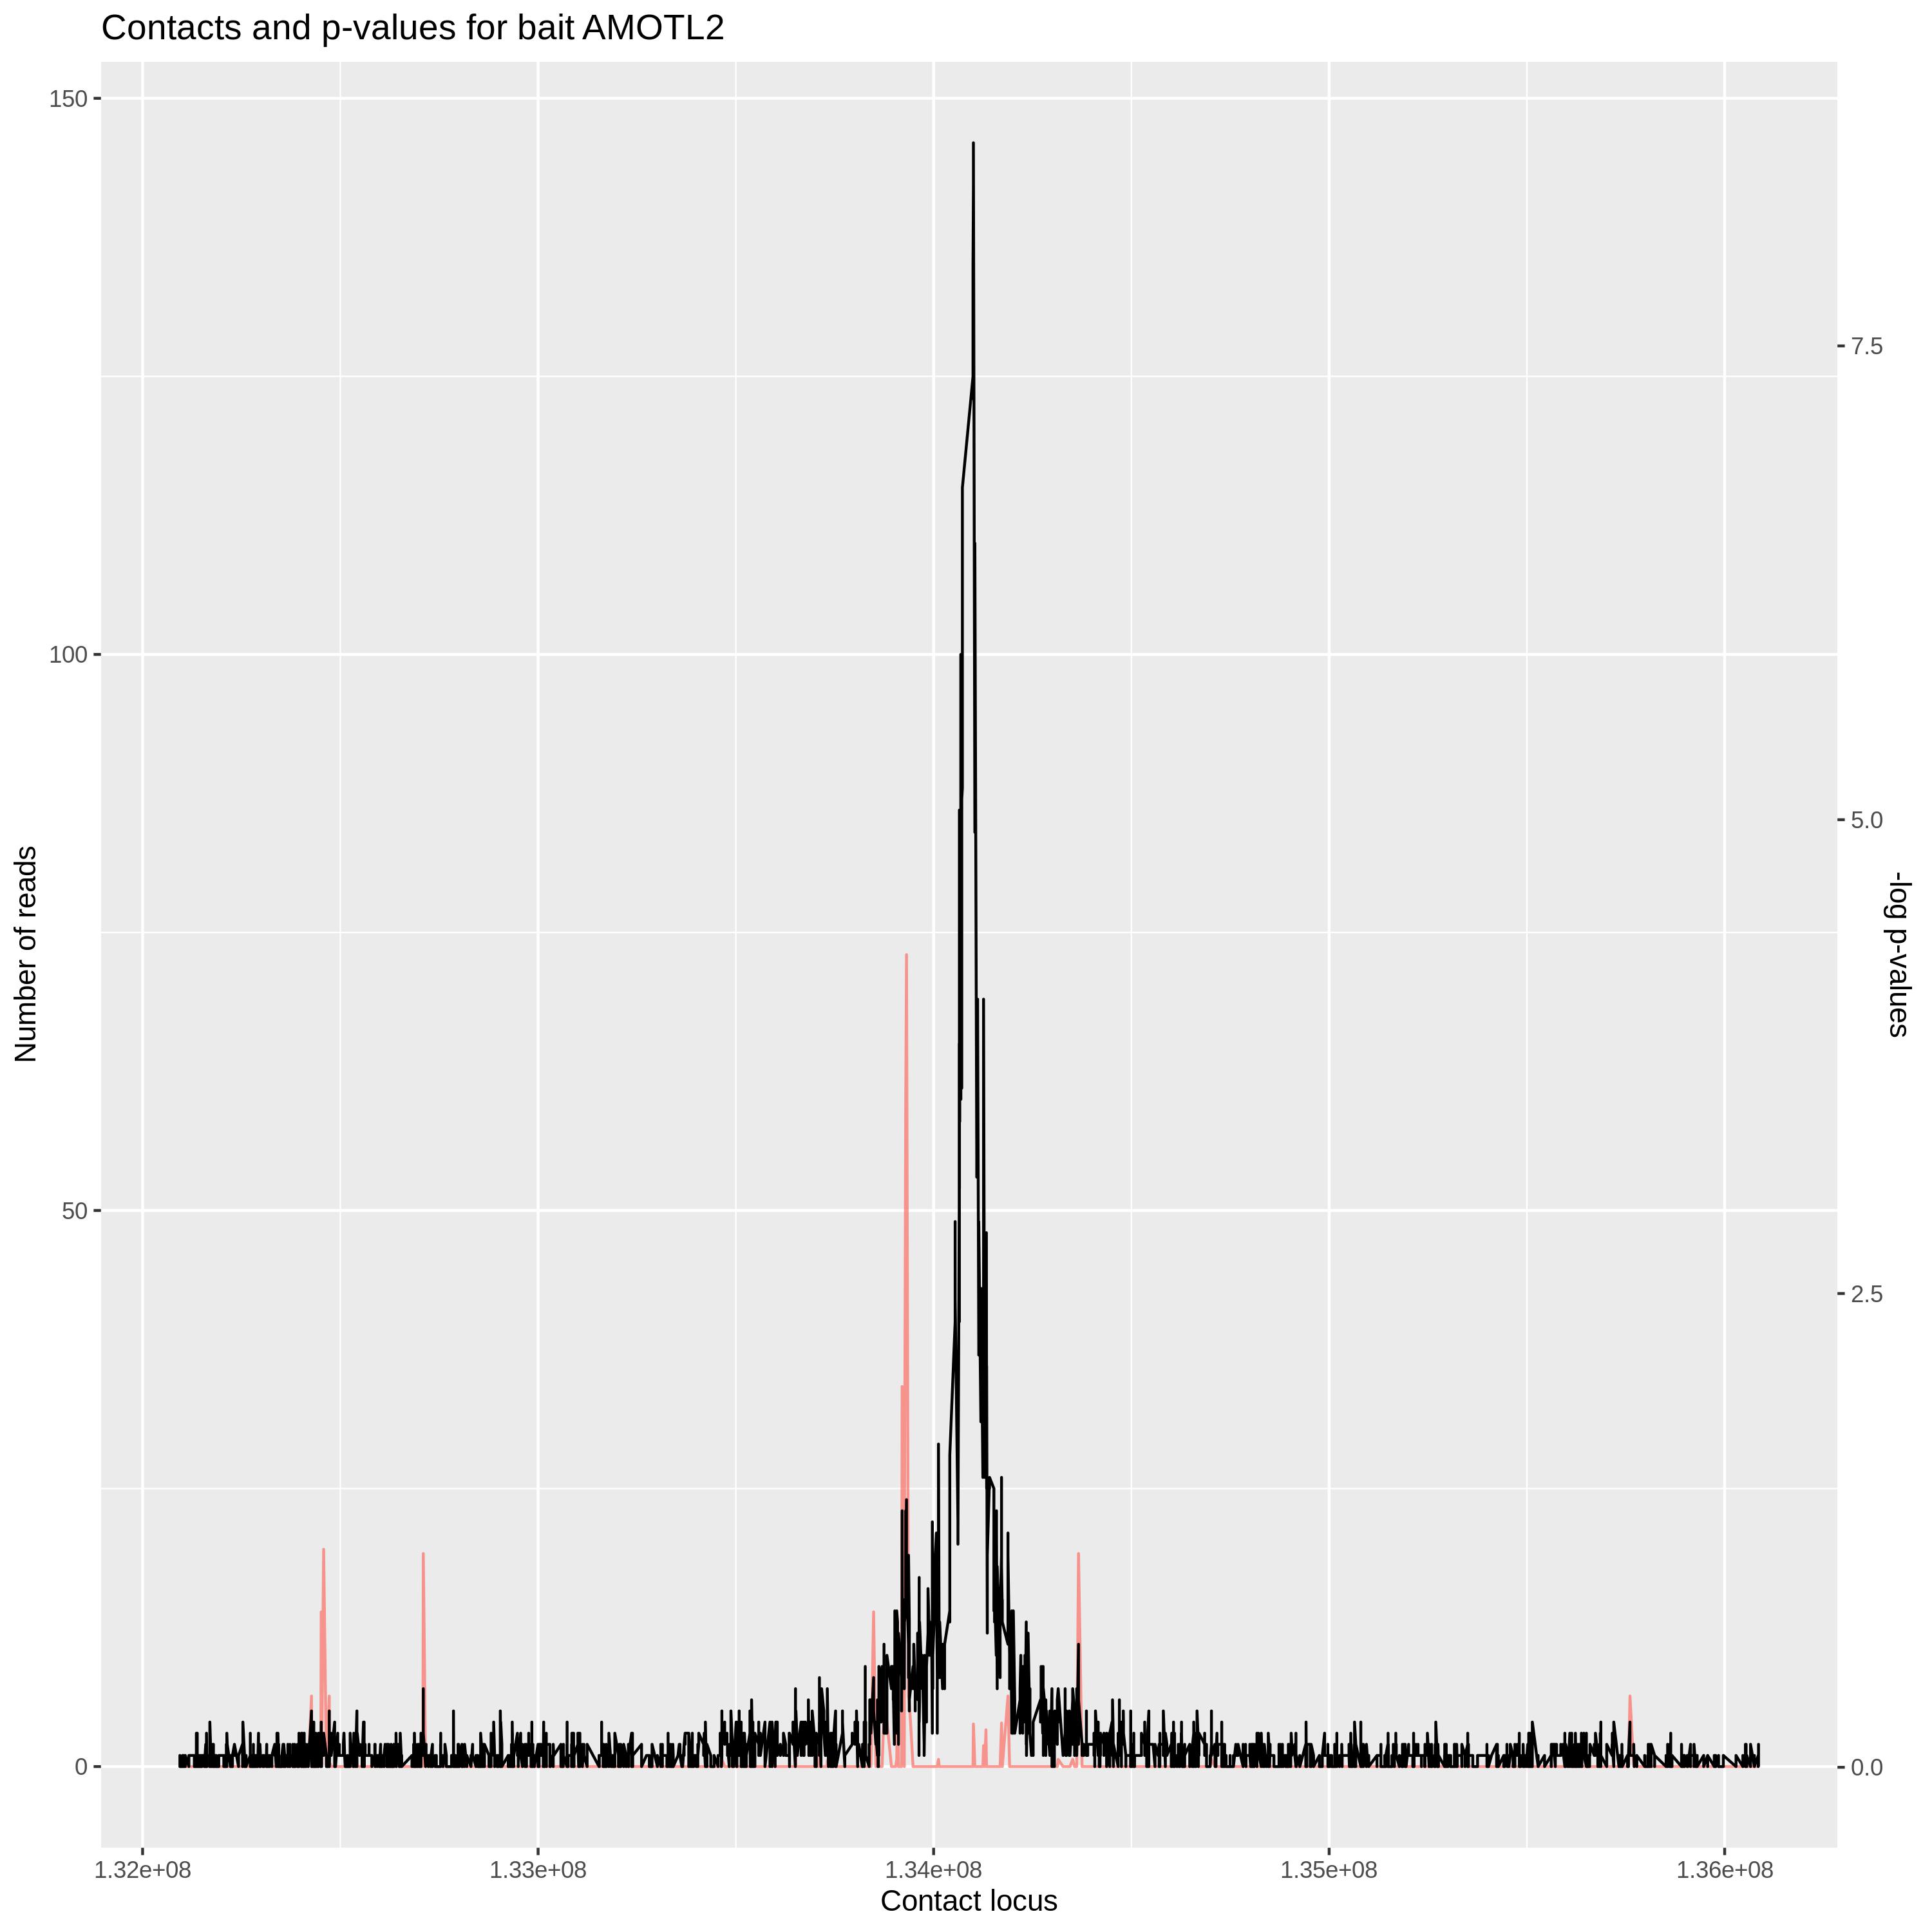 Contacts and p-values for bait AMOTL2
150
100
50
0
Number of reads
7.5
5.0
2.5
0.0
-log p-values
1.32e+08
1.33e+08
1.34e+08
1.35e+08
1.36e+08
Contact locus